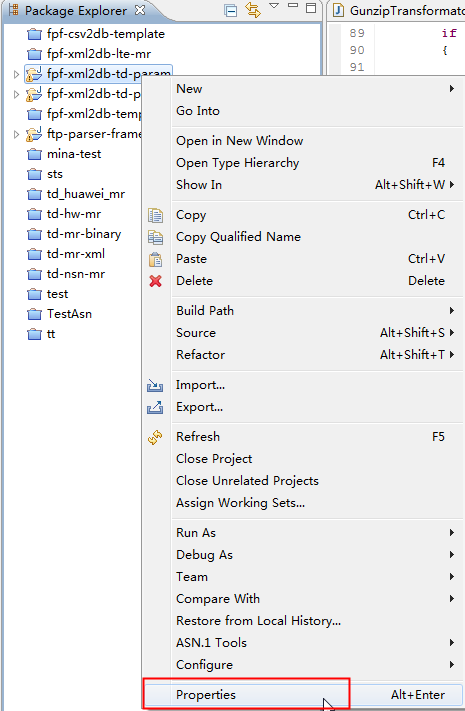 Package Explorer
GunzipTransformato
fpf-csv2db-template
fpf-xml2db-lte-mr
fpf-xml2db-td-param
fpf-xml2db-td-p
fpf-xml2db-tem
ftp-parser-frame
mina-test
sts
td_huawei_mr
td-hw-mr
td-mr-binary
td-mr-xml
td-nsn-mr
test
TestAsn
tt
89 if
90 {
91
New
Go Into
Open in New Window
Open Type Hierarchy F4
Show In Alt+Shift+W
Copy Ctrl+C
Copy Qualified Name
Paste Ctrl+V
Delete Delete
Build Path
Source Alt+Shift+S
Refactor Alt+Shift+T
Import...
Export...
Refresh F5
Close Project
Close Unrelated Projects
Assign Working Sets...
Run As
Debug As
Team
Compare With
Restore from Local History...
ASN.1 Tools
Configure
Properties Alt+Enter